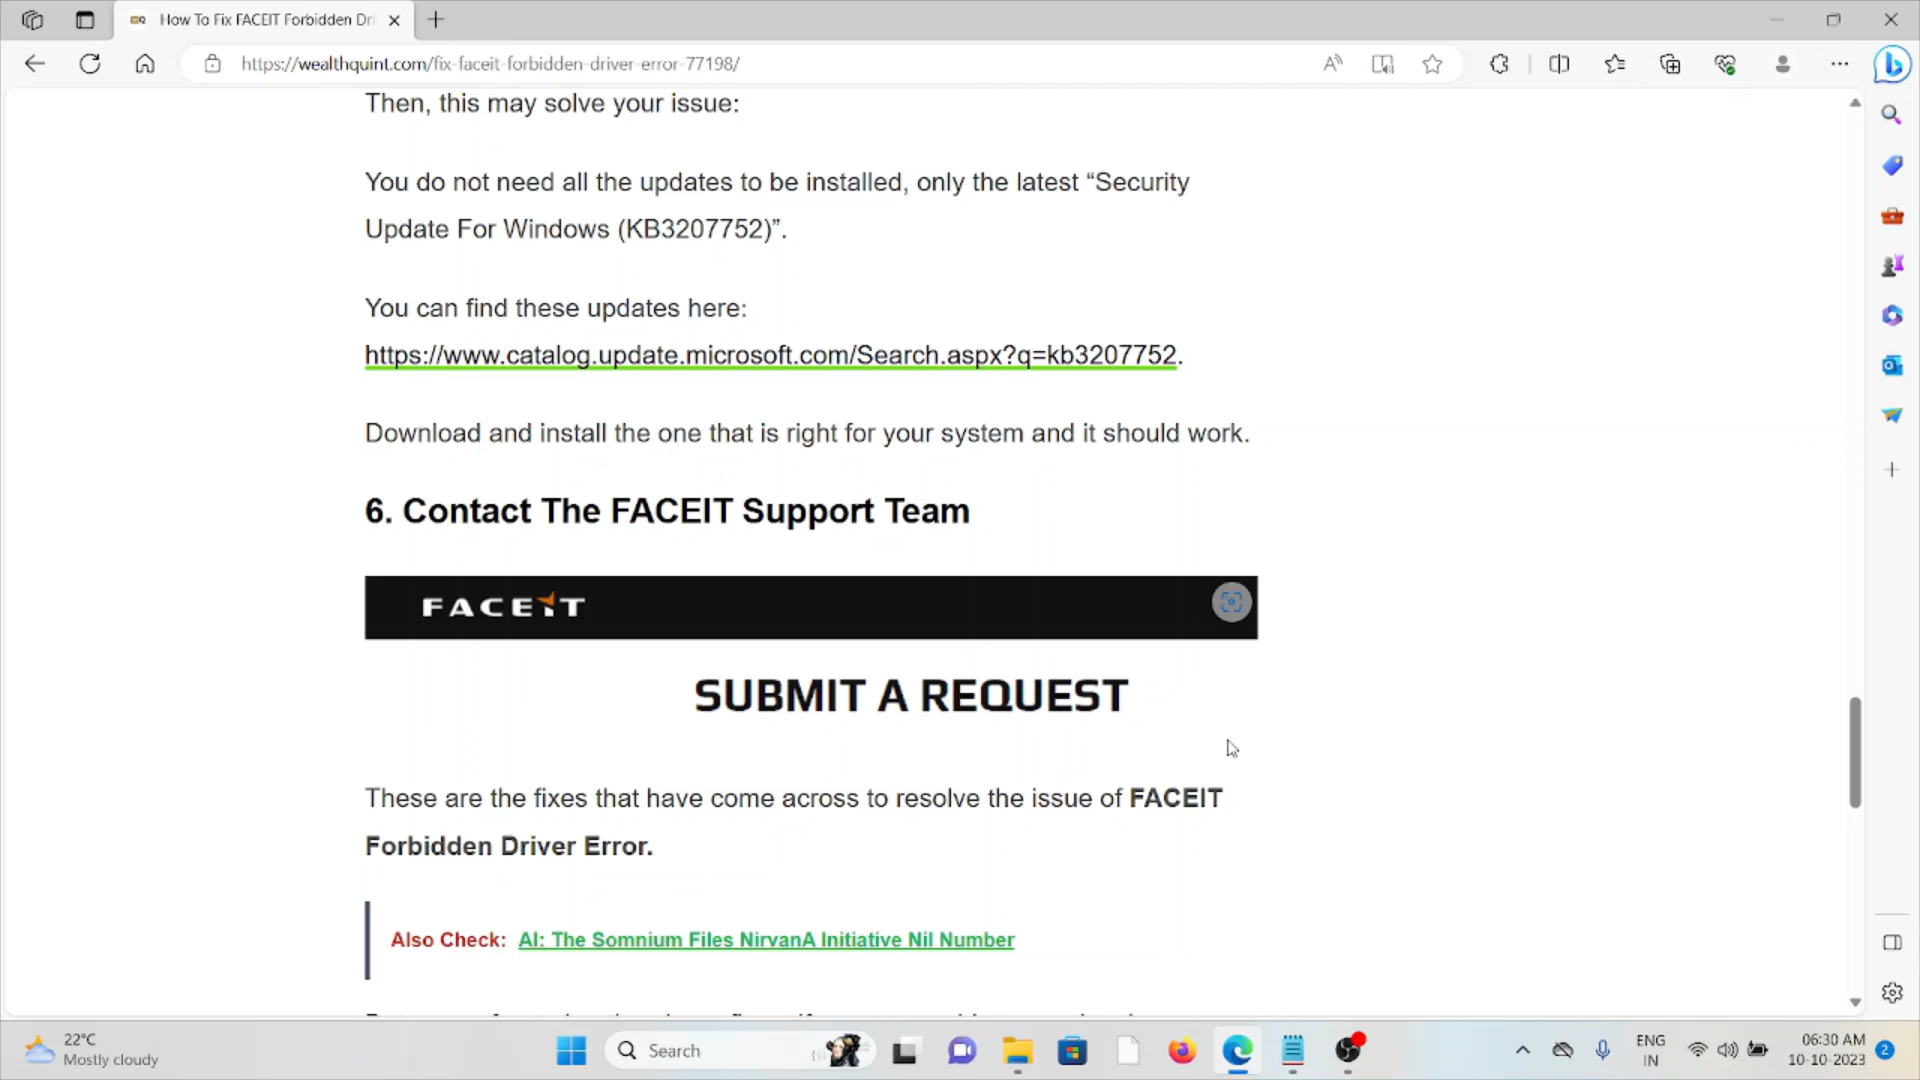 How To Fix FACEIT Forbidden Dri
https://wealthquint.com/fix-faceit-forbidden-driver-error-77198/
Then, this may solve your issue:
You do not need all the updates to be installed, only the latest “Security
Update For Windows (KB3207752)”.
You can find these updates here:
https://www.catalog.update.microsoft.com/Search.aspx?q=kb3207752.
Download and install the one that is right for your system and it should work.
6. Contact The FACEIT Support Team
FACEIT
SUBMIT A REQUEST
These are the fixes that have come across to resolve the issue of FACEIT
Forbidden Driver Error.
Also Check: AI: The Somnium Files NirvanA Initiative Nil Number
22°C
Mostly cloudy
Search
ENG
IN
06:30 AM
10-10-2023
2